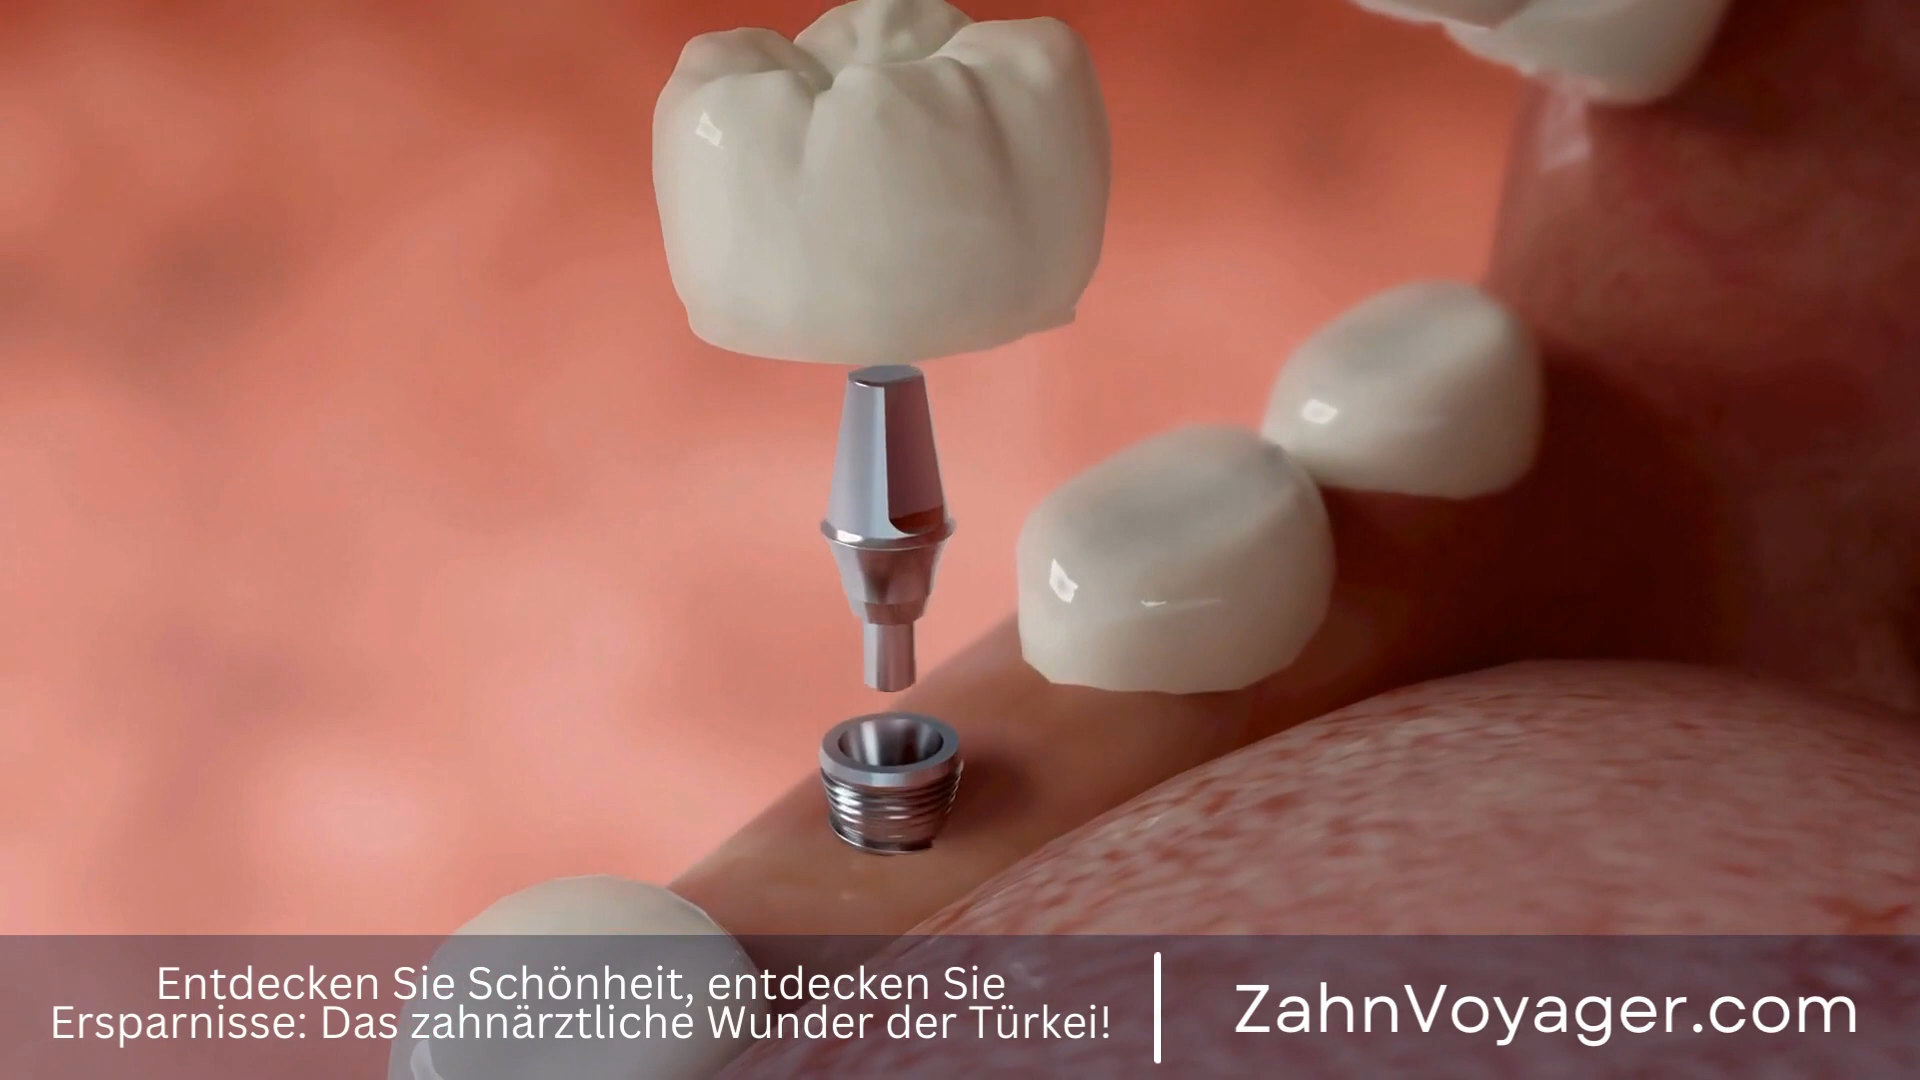 Entdecken Sie Schönheit, entdecken Sie
Ersparnisse: Das zahnärztliche Wunder der Türkei!
ZahnVoyager.com